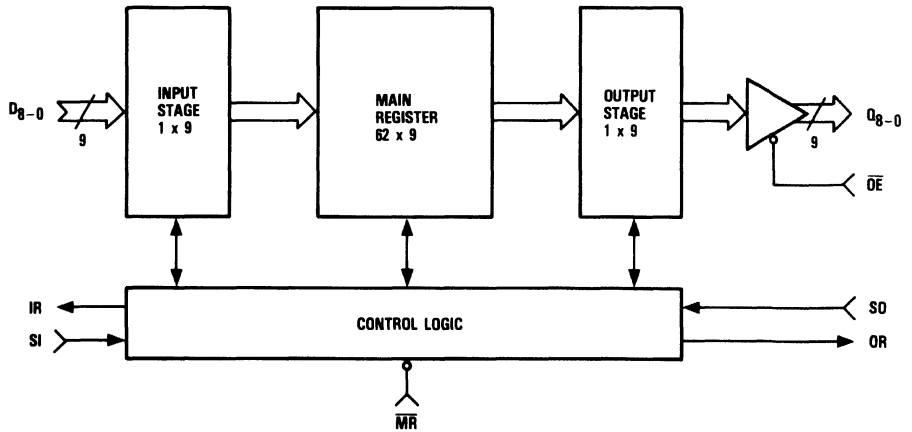 D8-0
9
INPUT
STAGE
1 x 9
MAIN
REGISTER
62 x 9
OUTPUT
STAGE
1 x 9
9
Q8-0
OE
IR
SI
CONTROL LOGIC
SO
OR
MR